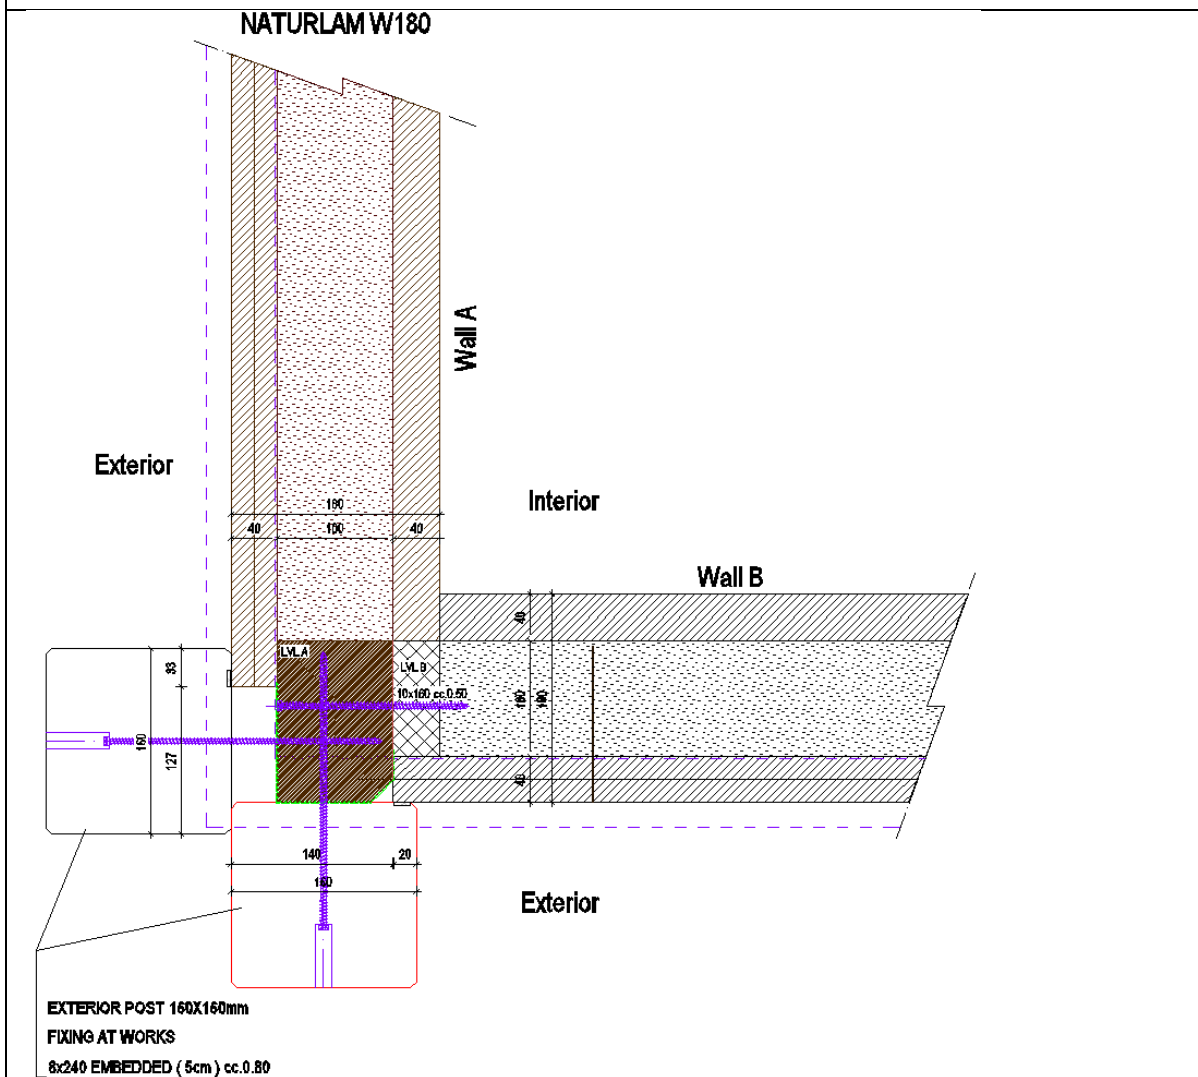 NATURLAM W180
Wall A
Exterior
Interior
180
40
100
40
Wall B
40
100
180
40
LVL A
LVL B
10x160 cc.0.50
33
160
127
140
20
160
Exterior
EXTERIOR POST 160X160mm
FIXING AT WORKS
8x240 EMBEDDED ( 5cm ) cc.0.80